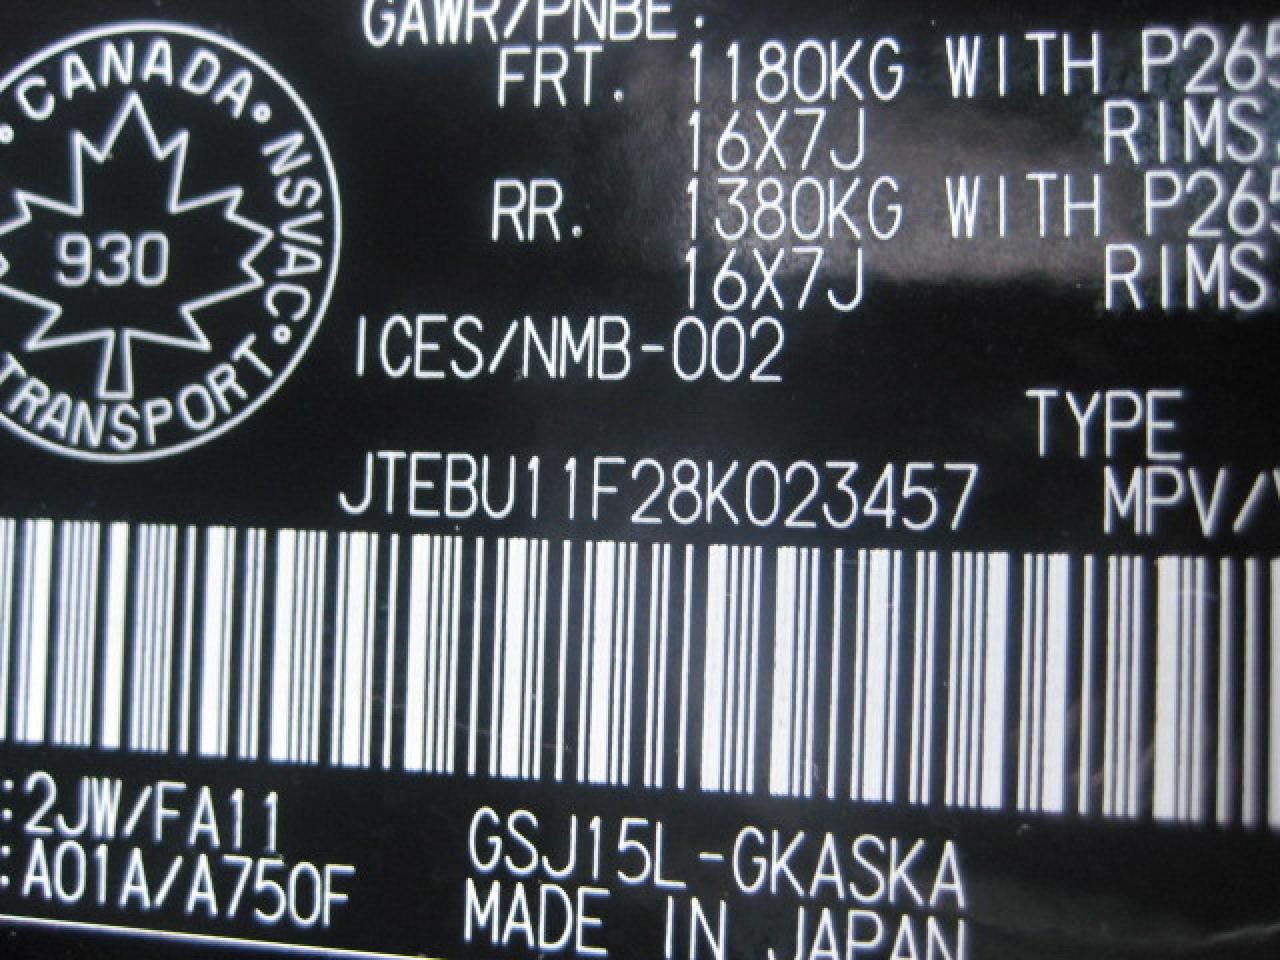 CANADA • NSVAC •
930
TRANSPORT
GAWR/PNBE:
FRT. 1180KG WITH P265
16X7J RIMS.
RR. 1380KG WITH P265
16X7J RIMS
ICES/NMB-002
TYPE
JTEBU11F28K023457 MPV/
:2JW/FA11
:A01A/A750F
GSJ15L-GKASKA
MADE IN JAPAN